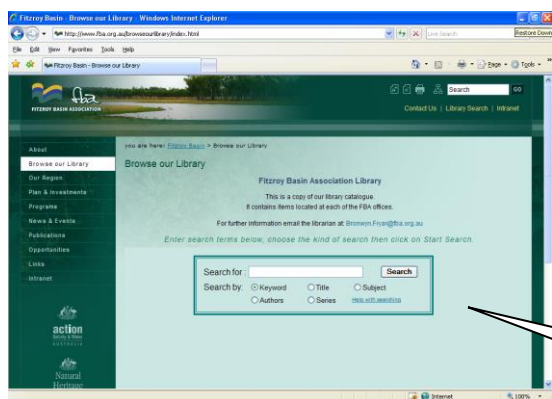 Fitzroy Basin - Browse our Library - Windows Internet Explorer
http://www.fba.org.au/browseourlibrary/index.html
Live Search
Restore Down
File Edit View Favorites Tools Help
Fitzroy Basin - Browse our Library
Page Tools
fba
FITZROY BASIN ASSOCIATION
Search
GO
Contact Us | Library Search | Intranet
you are here: Fitzroy Basin > Browse our Library
About
Browse our Library
Our Region
Plan & Investments
Programs
News & Events
Publications
Opportunities
Links
Intranet
Browse our Library
Fitzroy Basin Association Library
This is a copy of our library catalogue.
It contains items located at each of the FBA offices.
For further information email the librarian at: Bronwyn.Fryar@fba.org.au
Enter search terms below, choose the kind of search then click on Start Search.
Search for:
Search
Search by: Keyword Title Subject
Authors Series Help with searching
action
AUSTRALIA
Natural
Heritage
Internet
100%